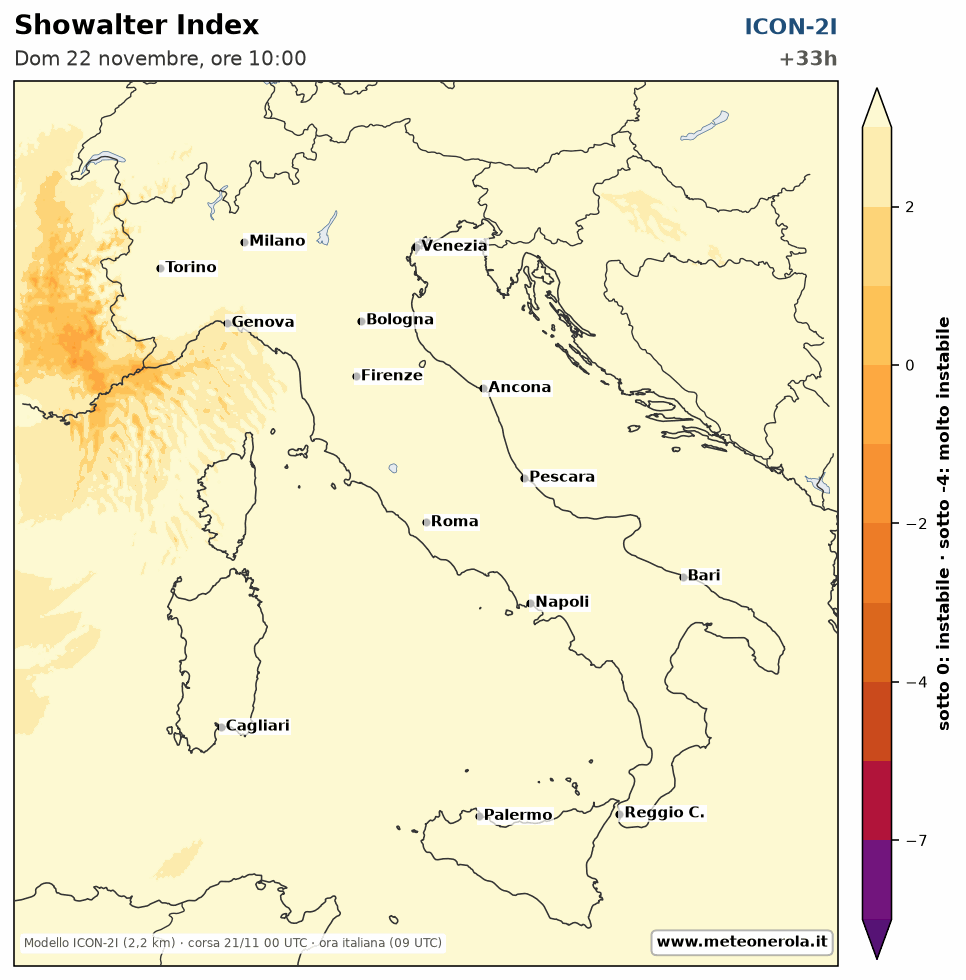 Showalter Index
ICON-2I
Dom 22 novembre, ore 10:00
+33h
Milano
Venezia
Torino
Genova
Bologna
Firenze
Ancona
Pescara
Roma
Bari
Napoli
Cagliari
Palermo
Reggio C.
2
0
−2
−4
−7
sotto 0: instabile · sotto -4: molto instabile
Modello ICON-2I (2,2 km) · corsa 21/11 00 UTC · ora italiana (09 UTC)
www.meteonerola.it